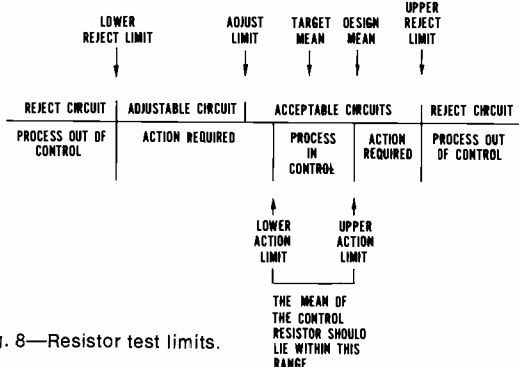 LOWER
REJECT LIMIT
ADJUST
LIMIT
TARGET
MEAN
DESIGN
MEAN
UPPER
REJECT
LIMIT
REJECT CIRCUIT
ADJUSTABLE CIRCUIT
ACCEPTABLE CIRCUITS
REJECT CIRCUIT
PROCESS OUT OF
CONTROL
ACTION REQUIRED
PROCESS
IN
CONTROL
ACTION
REQUIRED
PROCESS OUT
OF CONTROL
LOWER
ACTION
LIMIT
UPPER
ACTION
LIMIT
THE MEAN OF
THE CONTROL
RESISTOR SHOULD
LIE WITHIN THIS
RANGE
g. 8—Resistor test limits.